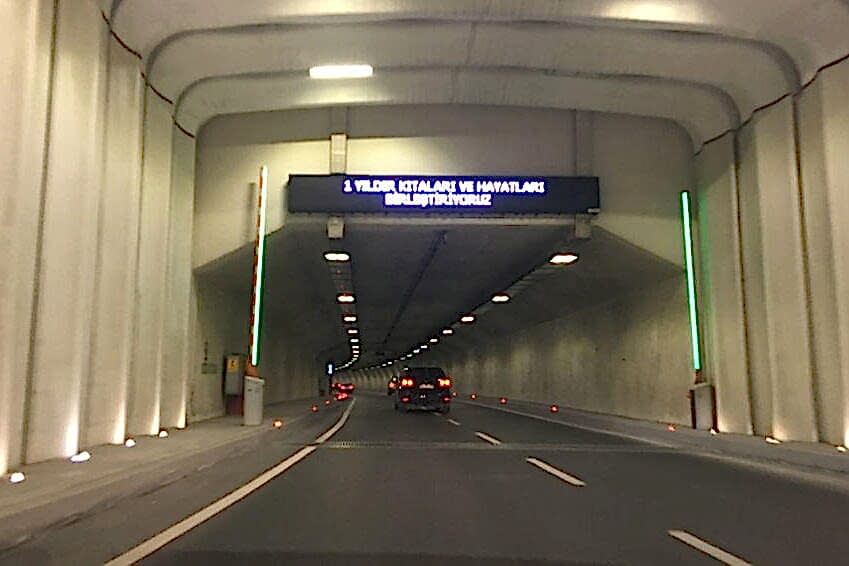 1 YILDIR KITALARI VE HAYATLARI
BİRLEŞTİRİYORUZ